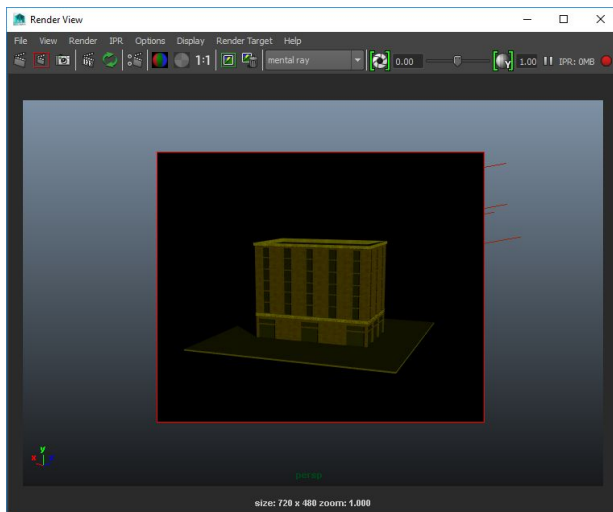 Render View
File View Render IPR Options Display Render Target Help
IPR 1:1 mental ray 0.00 Y 1.00 IPR: 0MB
y
persp
size: 720 x 480 zoom: 1.000